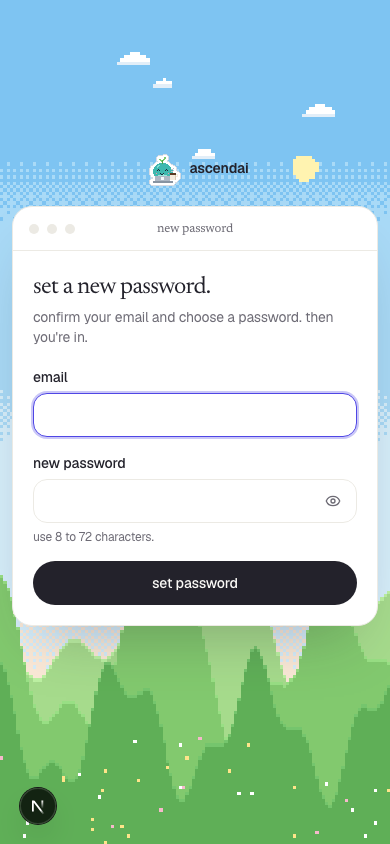 ascendai
new password
set a new password.
confirm your email and choose a password. then
you're in.
email
new password
use 8 to 72 characters.
set password
N